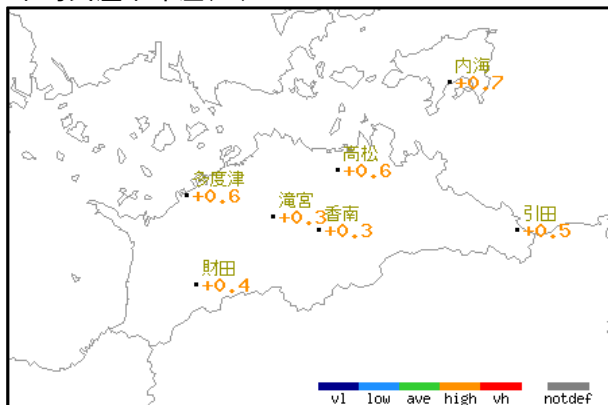 内海
+0.7
高松
+0.6
多度津
+0.6
滝宮
+0.3
香南
+0.3
引田
+0.5
財田
+0.4
vl low ave high vh notdef